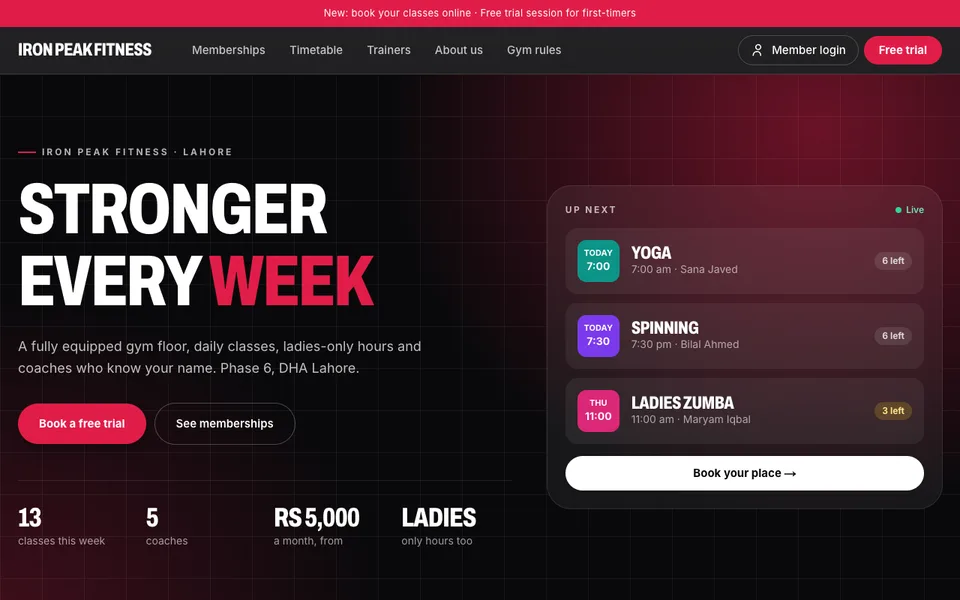 New: book your classes online · Free trial session for first-timers
IRON PEAK FITNESS
Memberships
Timetable
Trainers
About us
Gym rules
Member login
Free trial
IRON PEAK FITNESS · LAHORE
STRONGER
EVERY WEEK
A fully equipped gym floor, daily classes, ladies-only hours and
coaches who know your name. Phase 6, DHA Lahore.
Book a free trial
See memberships
13
classes this week
5
coaches
RS 5,000
a month, from
LADIES
only hours too
UP NEXT
Live
TODAY
7:00
YOGA
7:00 am · Sana Javed
6 left
TODAY
7:30
SPINNING
7:30 pm · Bilal Ahmed
6 left
THU
11:00
LADIES ZUMBA
11:00 am · Maryam Iqbal
3 left
Book your place →